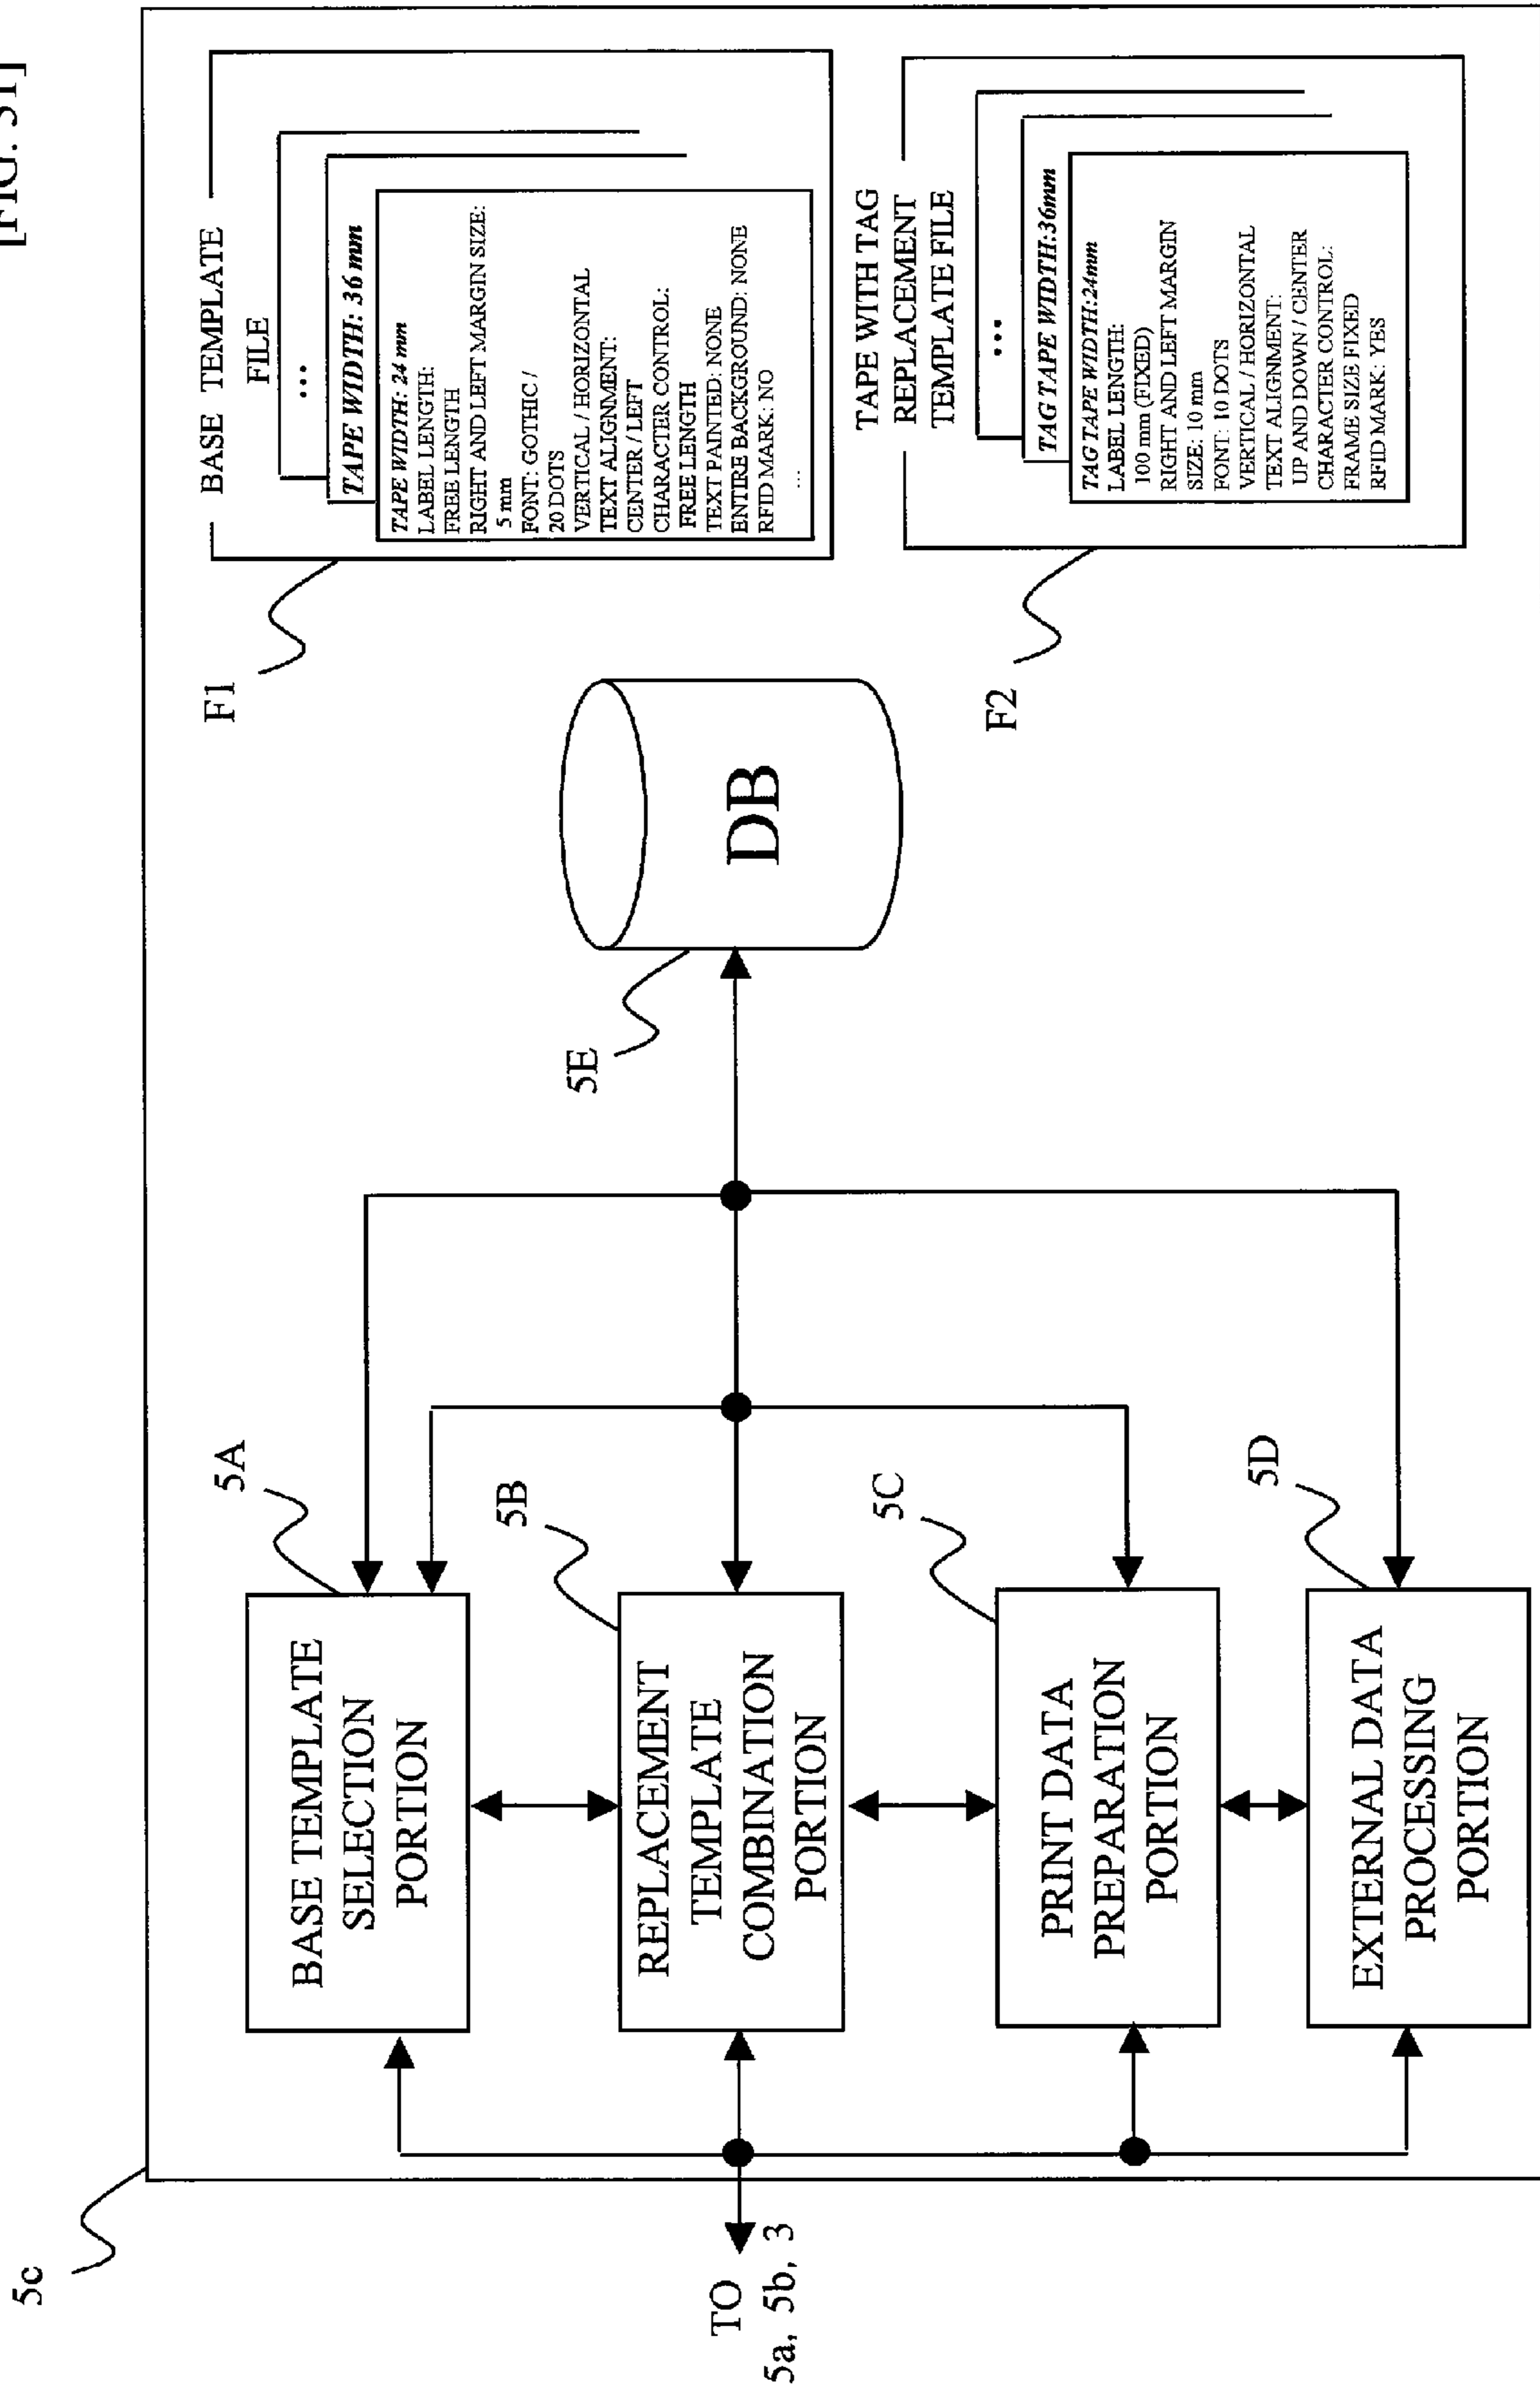 [FIG. 31]
5c
TO
5a, 5b, 3
BASE TEMPLATE
SELECTION
PORTION
5A
REPLACEMENT
TEMPLATE
COMBINATION
PORTION
5B
PRINT DATA
PREPARATION
PORTION
5C
EXTERNAL DATA
PROCESSING
PORTION
5D
5E
DB
F1
BASE TEMPLATE
FILE
...
TAPE WIDTH: 36 mm
TAPE WIDTH: 24 mm
LABEL LENGTH:
FREE LENGTH
RIGHT AND LEFT MARGIN SIZE:
5 mm
FONT: GOTHIC /
20 DOTS
VERTICAL / HORIZONTAL
TEXT ALIGNMENT:
CENTER / LEFT
CHARACTER CONTROL:
FREE LENGTH
TEXT PAINTED: NONE
ENTIRE BACKGROUND: NONE
RFID MARK: NO
...
F2
TAPE WITH TAG
REPLACEMENT
TEMPLATE FILE
...
TAG TAPE WIDTH:36mm
TAG TAPE WIDTH:24mm
LABEL LENGTH:
100 mm (FIXED)
RIGHT AND LEFT MARGIN
SIZE: 10 mm
FONT: 10 DOTS
VERTICAL / HORIZONTAL
TEXT ALIGNMENT:
UP AND DOWN / CENTER
CHARACTER CONTROL:
FRAME SIZE FIXED
RFID MARK: YES